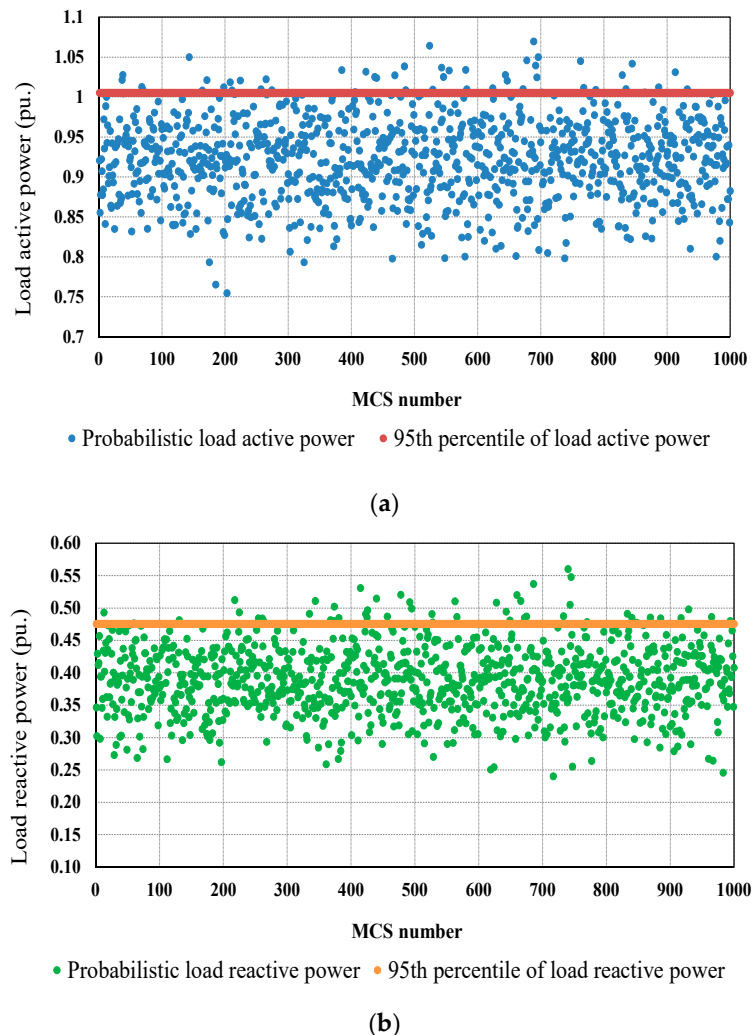 1.1
1.05
1
0.95
0.9
0.85
0.8
0.75
0.7
Load active power (pu.)
0 100 200 300 400 500 600 700 800 900 1000
MCS number
Probabilistic load active power 95th percentile of load active power
(a)
0.60
0.55
0.50
0.45
0.40
0.35
0.30
0.25
0.20
0.15
0.10
Load reactive power (pu.)
0 100 200 300 400 500 600 700 800 900 1000
MCS number
Probabilistic load reactive power 95th percentile of load reactive power
(b)